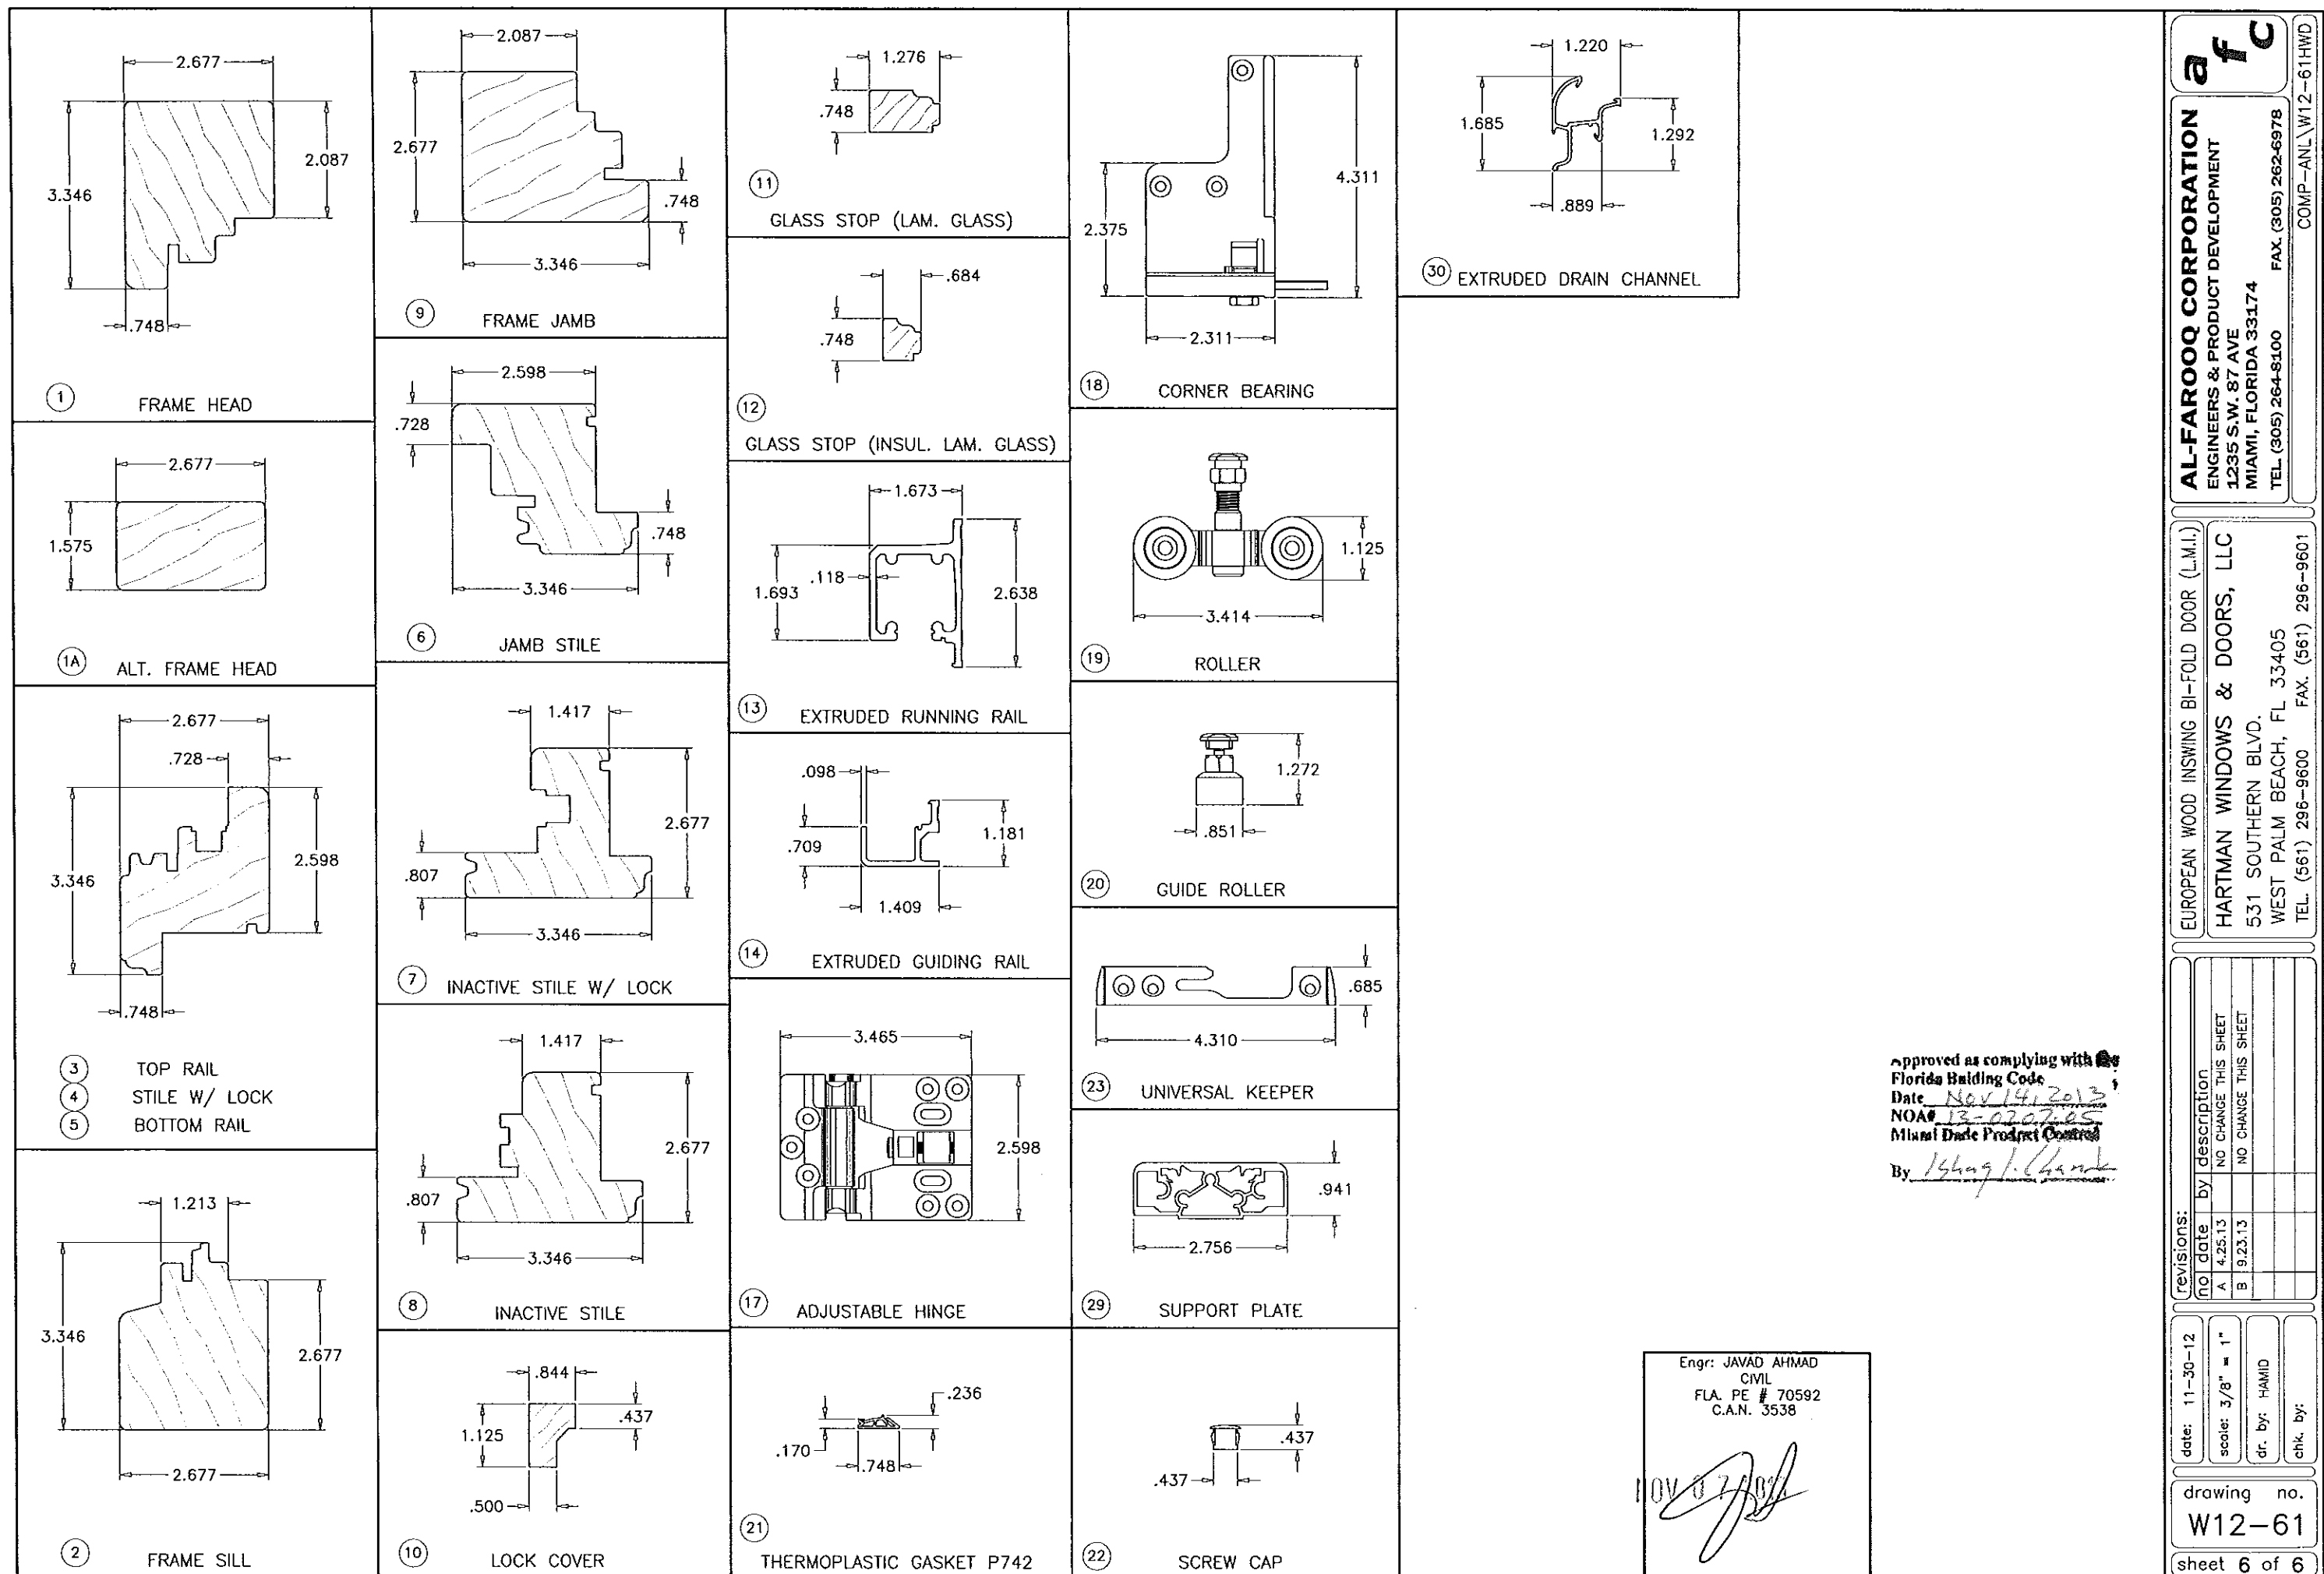 2.677
3.346
2.087
.748
1
FRAME HEAD
2.677
1.575
1A
ALT. FRAME HEAD
2.677
.728
3.346
2.598
.748
3 TOP RAIL
4 STILE W/ LOCK
5 BOTTOM RAIL
1.213
3.346
2.677
2.677
2
FRAME SILL
2.087
2.677
.748
3.346
9
FRAME JAMB
2.598
.728
.748
3.346
6
JAMB STILE
1.417
2.677
.807
3.346
7
INACTIVE STILE W/ LOCK
1.417
2.677
.807
3.346
8
INACTIVE STILE
.844
.437
1.125
.500
10
LOCK COVER
1.276
.748
11
GLASS STOP (LAM. GLASS)
.684
.748
12
GLASS STOP (INSUL. LAM. GLASS)
1.673
.118
1.693
2.638
13
EXTRUDED RUNNING RAIL
.098
.709
1.181
1.409
14
EXTRUDED GUIDING RAIL
3.465
2.598
17
ADJUSTABLE HINGE
.236
.170
.748
21
THERMOPLASTIC GASKET P742
4.311
2.375
2.311
18
CORNER BEARING
1.125
3.414
19
ROLLER
1.272
.851
20
GUIDE ROLLER
.685
4.310
23
UNIVERSAL KEEPER
.941
2.756
29
SUPPORT PLATE
.437
.437
22
SCREW CAP
1.220
1.685
1.292
.889
30 EXTRUDED DRAIN CHANNEL
Approved as complying with the
Florida Building Code
Date Nov 14, 2013
NOA# 13-0207.05
Miami Dade Product Control
By
Engr: JAVAD AHMAD
CIVIL
FLA. PE # 70592
C.A.N. 3538
NOV 07
afc
AL-FAROOQ CORPORATION
ENGINEERS & PRODUCT DEVELOPMENT
1235 S.W. 87 AVE
MIAMI, FLORIDA 33174
TEL. (305) 264-8100 FAX. (305) 262-6978
COMP-ANL\W12-61HWD
EUROPEAN WOOD INSWING BI-FOLD DOOR (L.M.I.)
HARTMAN WINDOWS & DOORS, LLC
531 SOUTHERN BLVD.
WEST PALM BEACH, FL 33405
TEL. (561) 296-9600 FAX. (561) 296-9601
revisions:
no date by description
A 4.25.13 NO CHANGE THIS SHEET
B 9.23.13 NO CHANGE THIS SHEET
date: 11-30-12
scale: 3/8" = 1"
dr. by: HAMID
chk. by:
drawing no.
W12-61
sheet 6 of 6